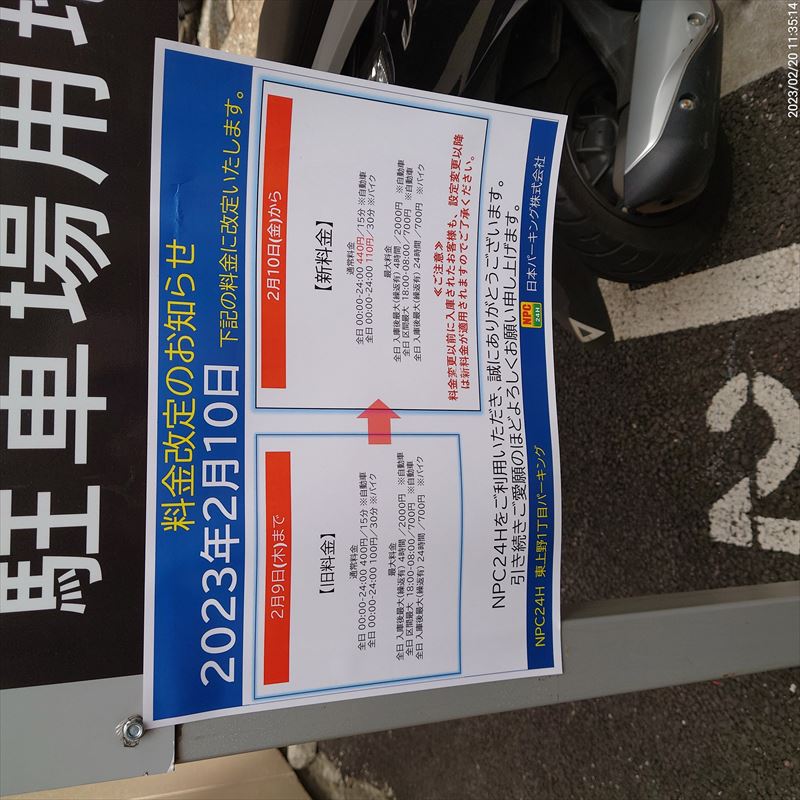 駐車場用地
料金改定のお知らせ
2023年2月10日 下記の料金に改定いたします。
2月9日(木)まで
【旧料金】
通常料金
全日 00:00-24:00 400円／15分 ※自動車
全日 00:00-24:00 100円／30分 ※バイク
最大料金
全日 入庫後最大(繰返有) 4時間／2000円 ※自動車
全日 区間最大 18:00-08:00／700円 ※自動車
全日 入庫後最大(繰返有) 24時間／700円 ※バイク
2月10日(金)から
【新料金】
通常料金
全日 00:00-24:00 440円／15分 ※自動車
全日 00:00-24:00 110円／30分 ※バイク
最大料金
全日 入庫後最大(繰返有) 4時間／2000円 ※自動車
全日 区間最大 18:00-08:00／700円 ※自動車
全日 入庫後最大(繰返有) 24時間／700円 ※バイク
≪ご注意≫
料金変更以前に入庫されたお客様も、設定変更以降
は新料金が適用されますのでご了承ください。
NPC24Hをご利用いただき、誠にありがとうございます。
引き続きご愛願のほどよろしくお願い申し上げます。
NPC24H 東上野1丁目パーキング
NPC
24H
日本パーキング株式会社
2
2023/02/20 11:35:14